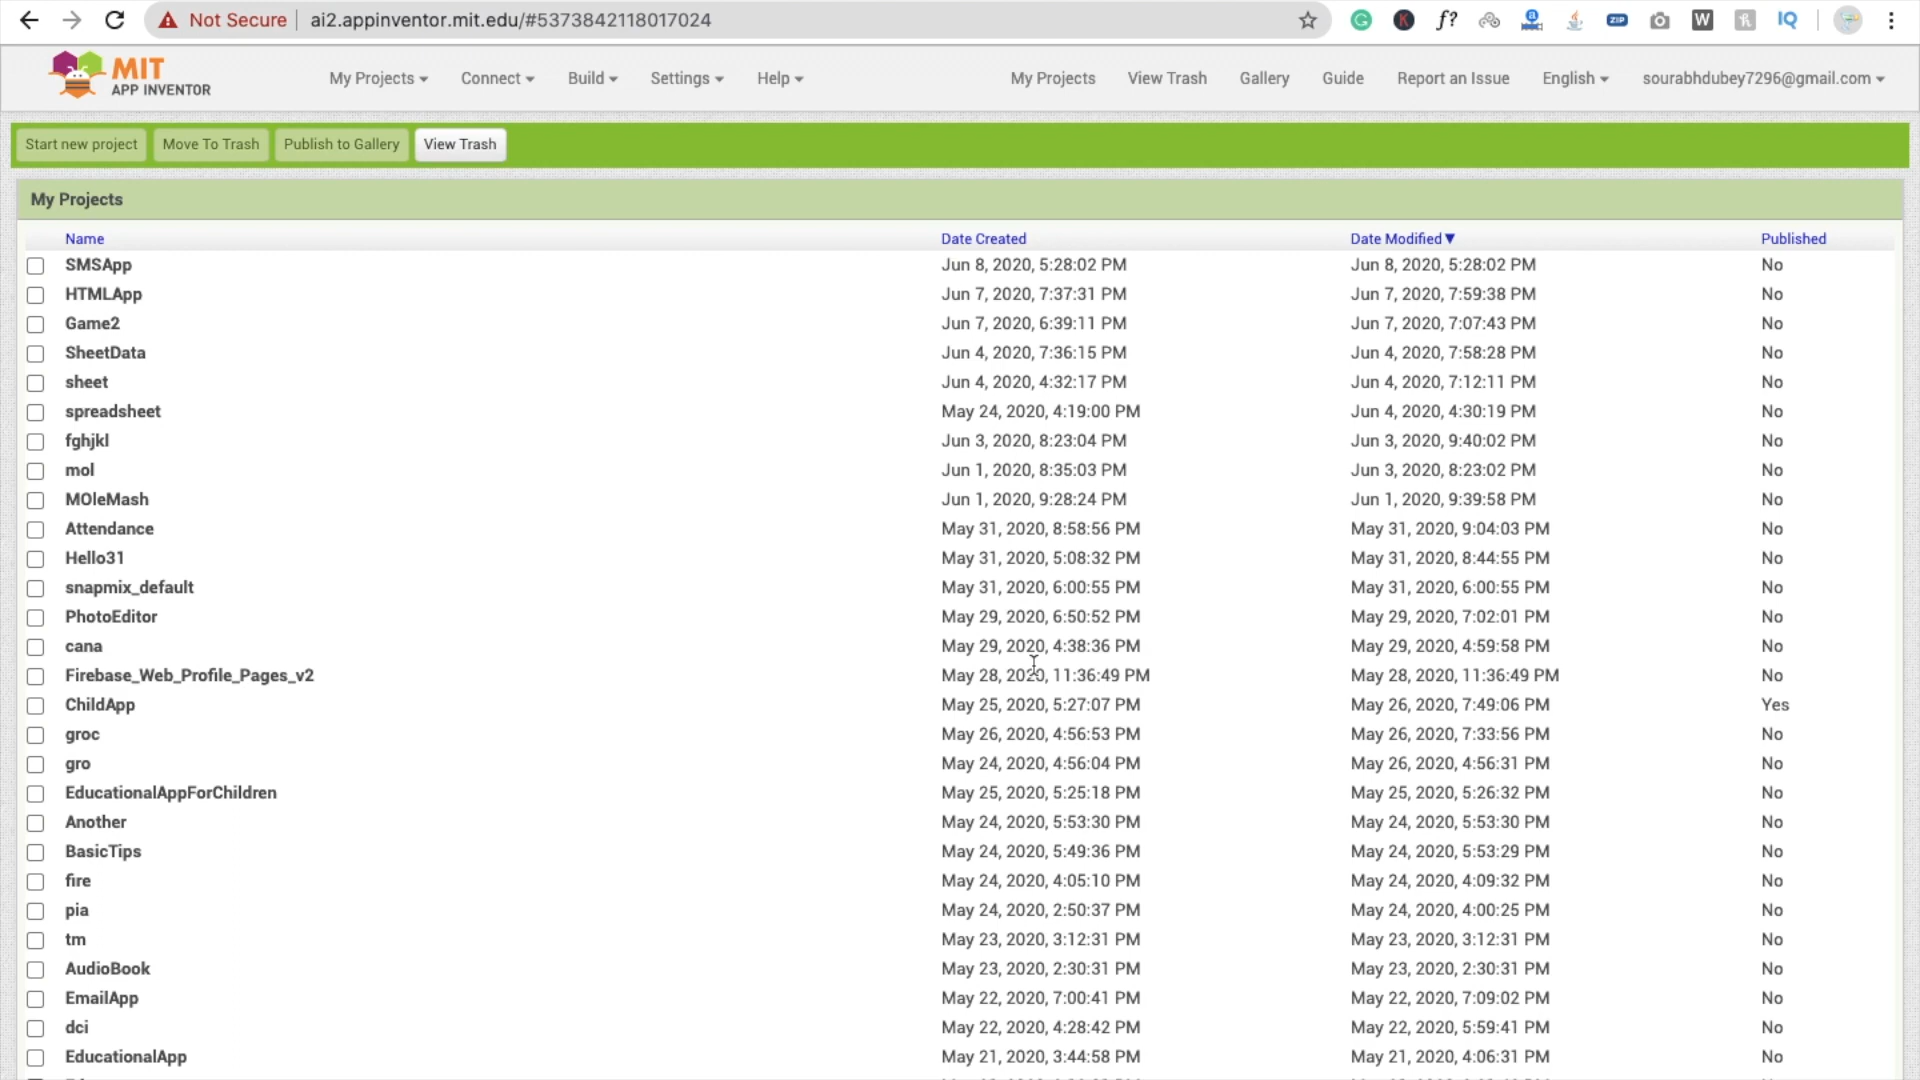 Not Secure ai2.appinventor.mit.edu/#5373842118017024
G K f? a ZIP W IQ
MIT
APP INVENTOR
My Projects Connect Build Settings Help My Projects View Trash Gallery Guide Report an Issue English sourabhdubey7296@gmail.com
Start new project Move To Trash Publish to Gallery View Trash
My Projects
Name Date Created Date Modified▼ Published
SMSApp Jun 8, 2020, 5:28:02 PM Jun 8, 2020, 5:28:02 PM No
HTMLApp Jun 7, 2020, 7:37:31 PM Jun 7, 2020, 7:59:38 PM No
Game2 Jun 7, 2020, 6:39:11 PM Jun 7, 2020, 7:07:43 PM No
SheetData Jun 4, 2020, 7:36:15 PM Jun 4, 2020, 7:58:28 PM No
sheet Jun 4, 2020, 4:32:17 PM Jun 4, 2020, 7:12:11 PM No
spreadsheet May 24, 2020, 4:19:00 PM Jun 4, 2020, 4:30:19 PM No
fghjkl Jun 3, 2020, 8:23:04 PM Jun 3, 2020, 9:40:02 PM No
mol Jun 1, 2020, 8:35:03 PM Jun 3, 2020, 8:23:02 PM No
MOleMash Jun 1, 2020, 9:28:24 PM Jun 1, 2020, 9:39:58 PM No
Attendance May 31, 2020, 8:58:56 PM May 31, 2020, 9:04:03 PM No
Hello31 May 31, 2020, 5:08:32 PM May 31, 2020, 8:44:55 PM No
snapmix_default May 31, 2020, 6:00:55 PM May 31, 2020, 6:00:55 PM No
PhotoEditor May 29, 2020, 6:50:52 PM May 29, 2020, 7:02:01 PM No
cana May 29, 2020, 4:38:36 PM May 29, 2020, 4:59:58 PM No
Firebase_Web_Profile_Pages_v2 May 28, 2020, 11:36:49 PM May 28, 2020, 11:36:49 PM No
ChildApp May 25, 2020, 5:27:07 PM May 26, 2020, 7:49:06 PM Yes
groc May 26, 2020, 4:56:53 PM May 26, 2020, 7:33:56 PM No
gro May 24, 2020, 4:56:04 PM May 26, 2020, 4:56:31 PM No
EducationalAppForChildren May 25, 2020, 5:25:18 PM May 25, 2020, 5:26:32 PM No
Another May 24, 2020, 5:53:30 PM May 24, 2020, 5:53:30 PM No
BasicTips May 24, 2020, 5:49:36 PM May 24, 2020, 5:53:29 PM No
fire May 24, 2020, 4:05:10 PM May 24, 2020, 4:09:32 PM No
pia May 24, 2020, 2:50:37 PM May 24, 2020, 4:00:25 PM No
tm May 23, 2020, 3:12:31 PM May 23, 2020, 3:12:31 PM No
AudioBook May 23, 2020, 2:30:31 PM May 23, 2020, 2:30:31 PM No
EmailApp May 22, 2020, 7:00:41 PM May 22, 2020, 7:09:02 PM No
dci May 22, 2020, 4:28:42 PM May 22, 2020, 5:59:41 PM No
EducationalApp May 21, 2020, 3:44:58 PM May 21, 2020, 4:06:31 PM No